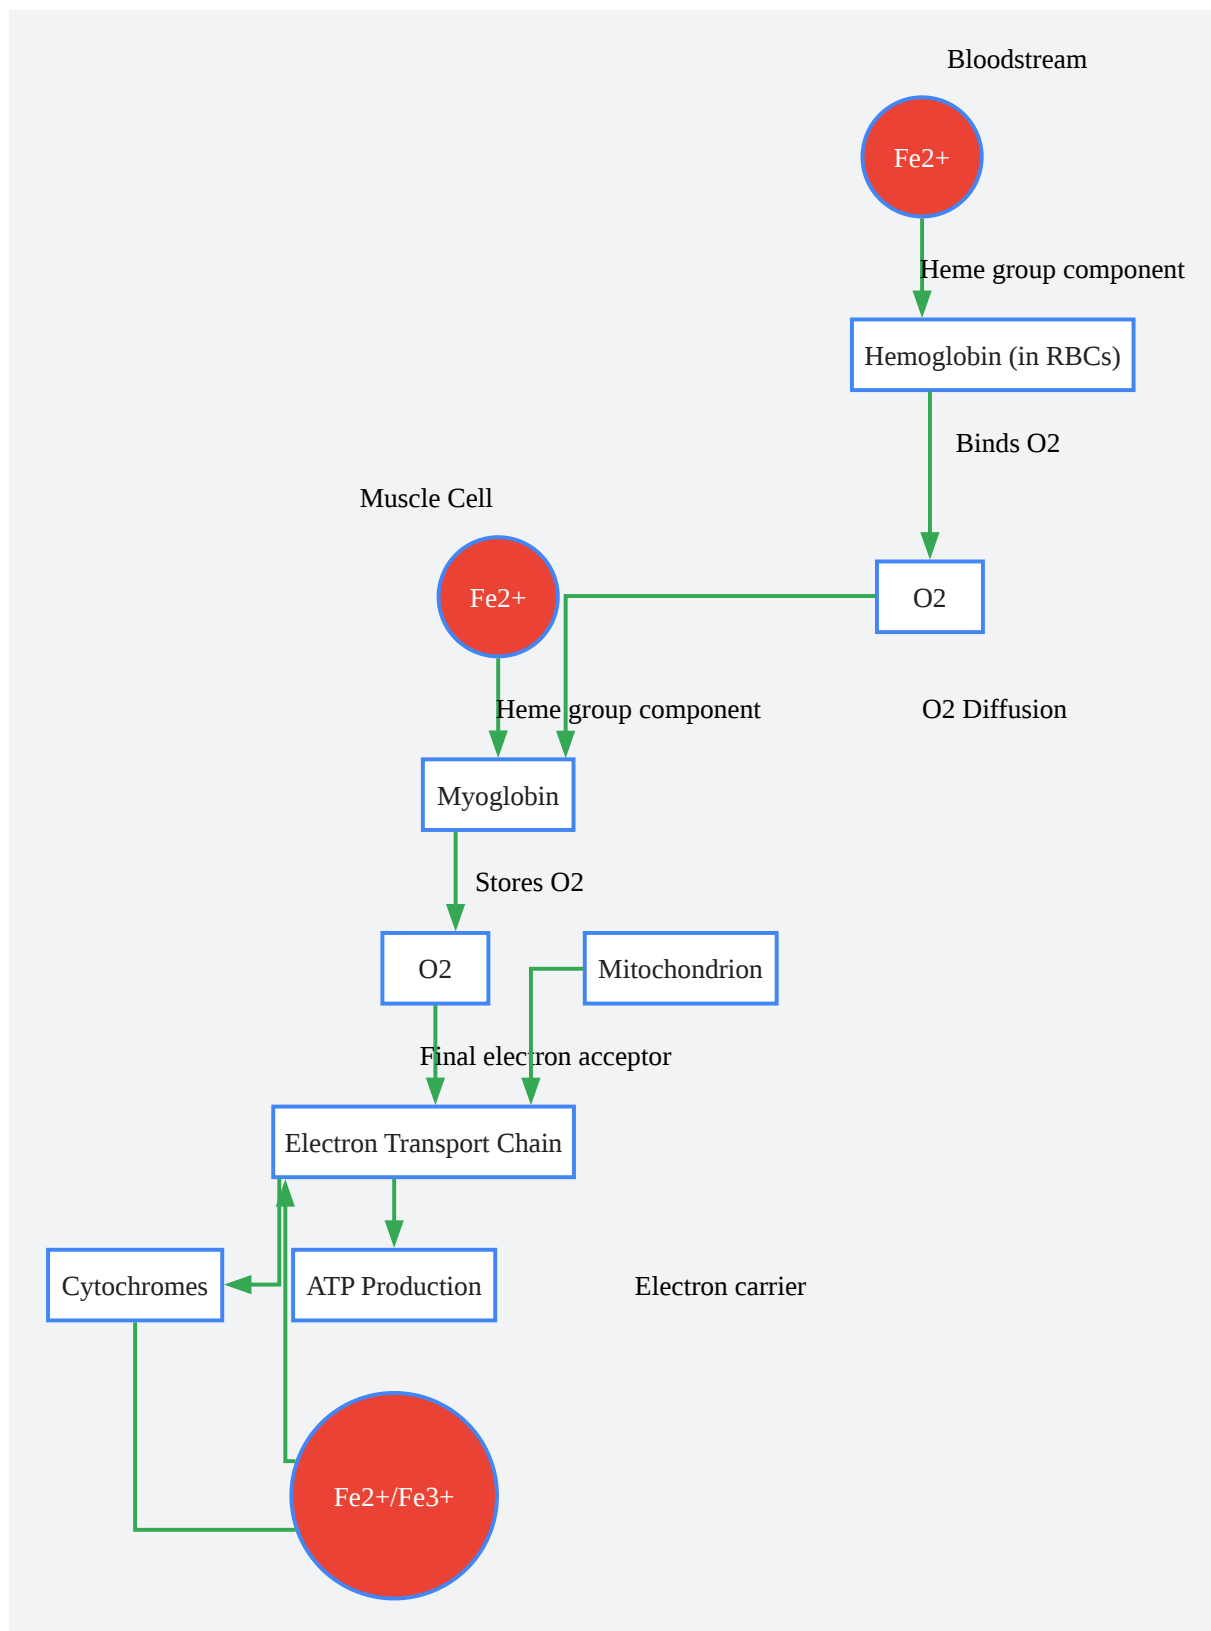 Bloodstream
Fe2+
Heme group component
Hemoglobin (in RBCs)
Binds O2
Muscle Cell
Fe2+
O2
Heme group component
O2 Diffusion
Myoglobin
Stores O2
O2
Mitochondrion
Final electron acceptor
Electron Transport Chain
Cytochromes
ATP Production
Electron carrier
Fe2+/Fe3+